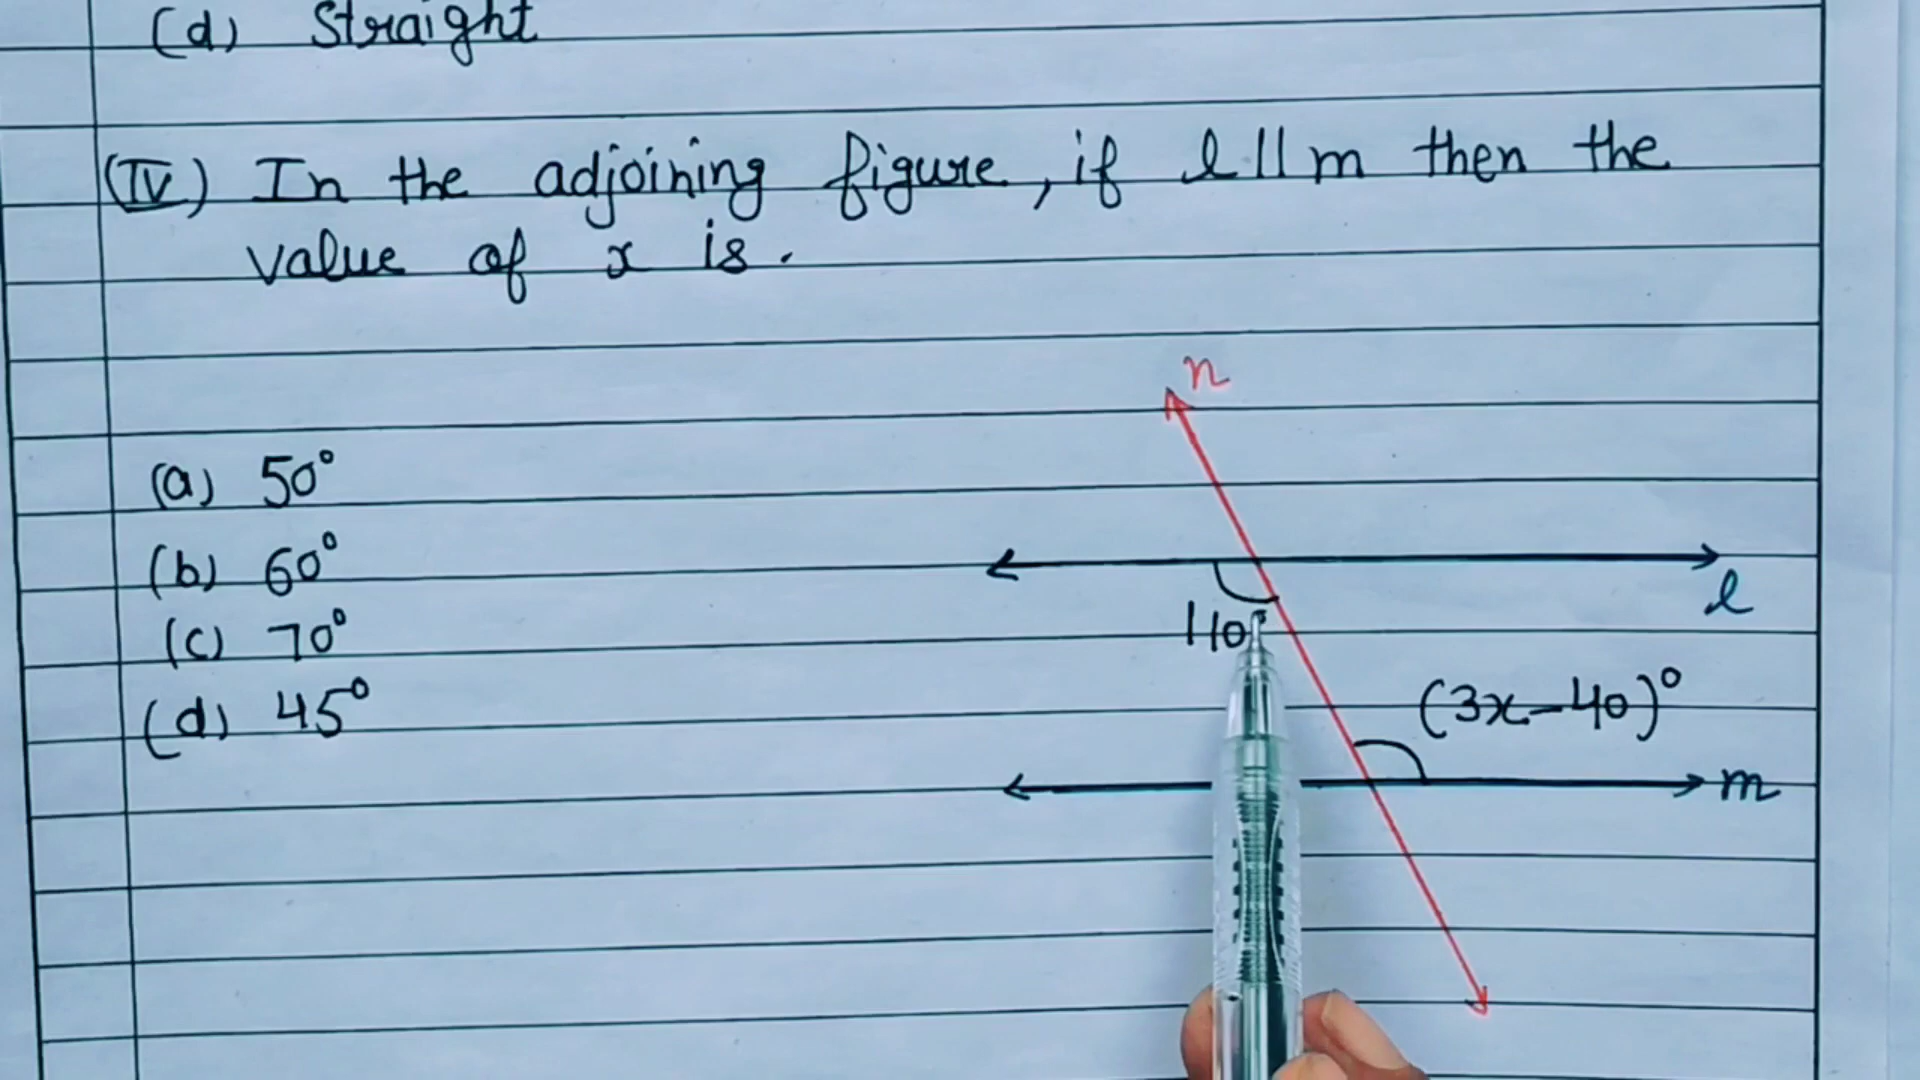 (d) Straight
(IV) In the adjoining figure, if l || m then the
value of x is.
n
(a) 50°
(b) 60°
l
110°
(c) 70°
(3x-40)°
(d) 45°
m